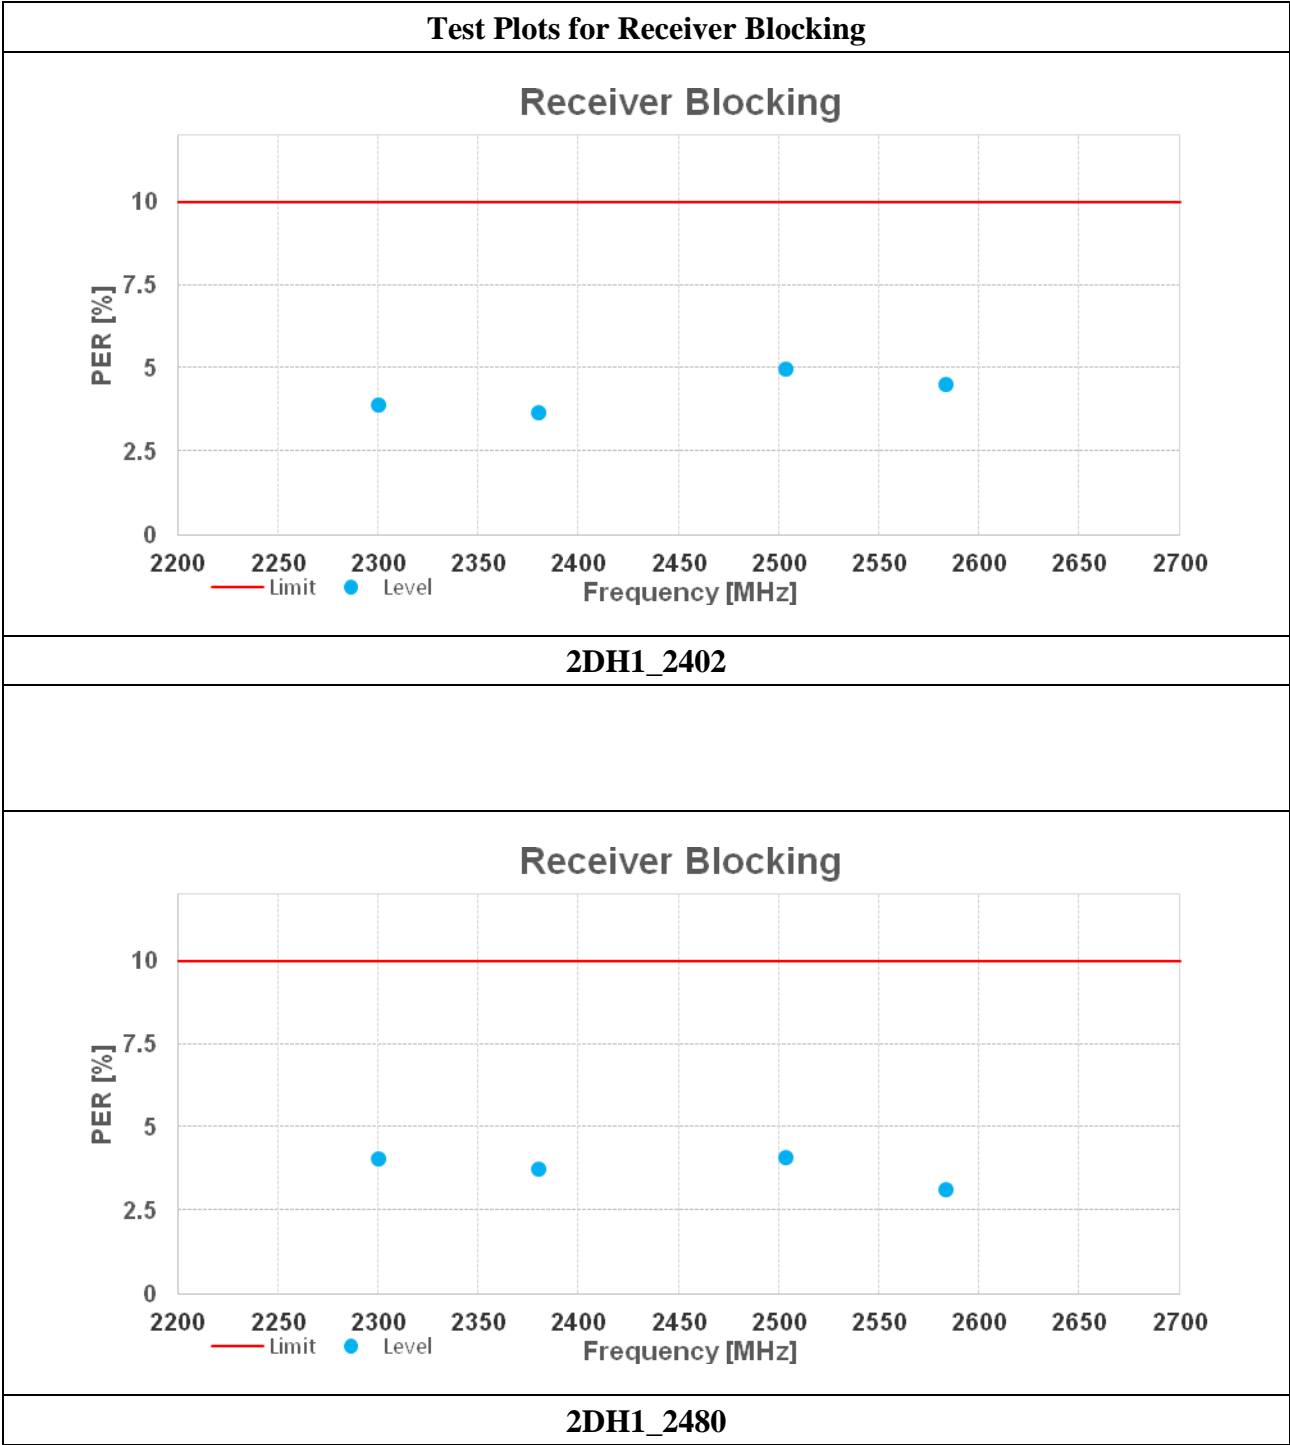 Test Plots for Receiver Blocking
Receiver Blocking
10
7.5
5
2.5
0
PER [%]
2200 2250 2300 2350 2400 2450 2500 2550 2600 2650 2700
Limit Level
Frequency [MHz]
2DH1_2402
Receiver Blocking
10
7.5
5
2.5
0
PER [%]
2200 2250 2300 2350 2400 2450 2500 2550 2600 2650 2700
Limit Level
Frequency [MHz]
2DH1_2480